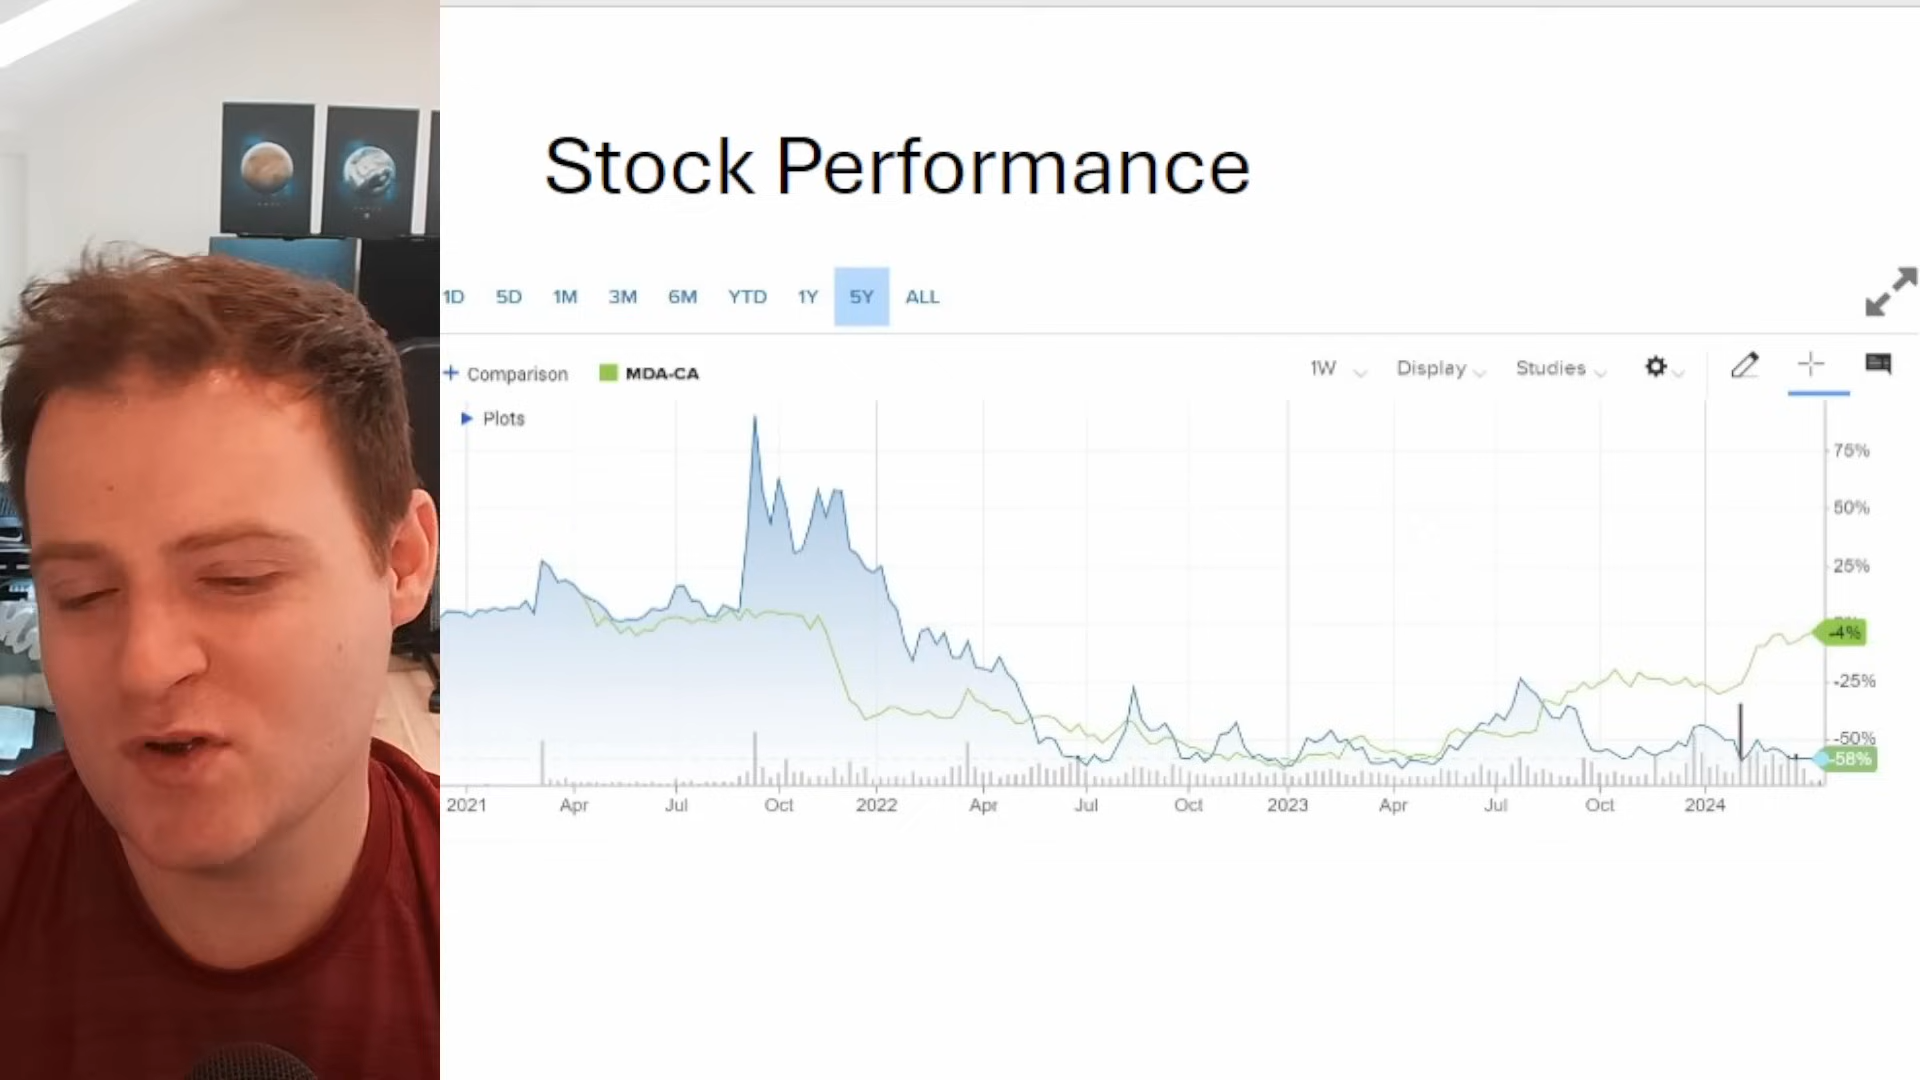 Stock Performance
1D 5D 1M 3M 6M YTD 1Y 5Y ALL
+ Comparison MDA-CA 1W Display Studies
Plots
75%
50%
25%
-4%
-25%
-50%
-58%
2021 Apr Jul Oct 2022 Apr Jul Oct 2023 Apr Jul Oct 2024